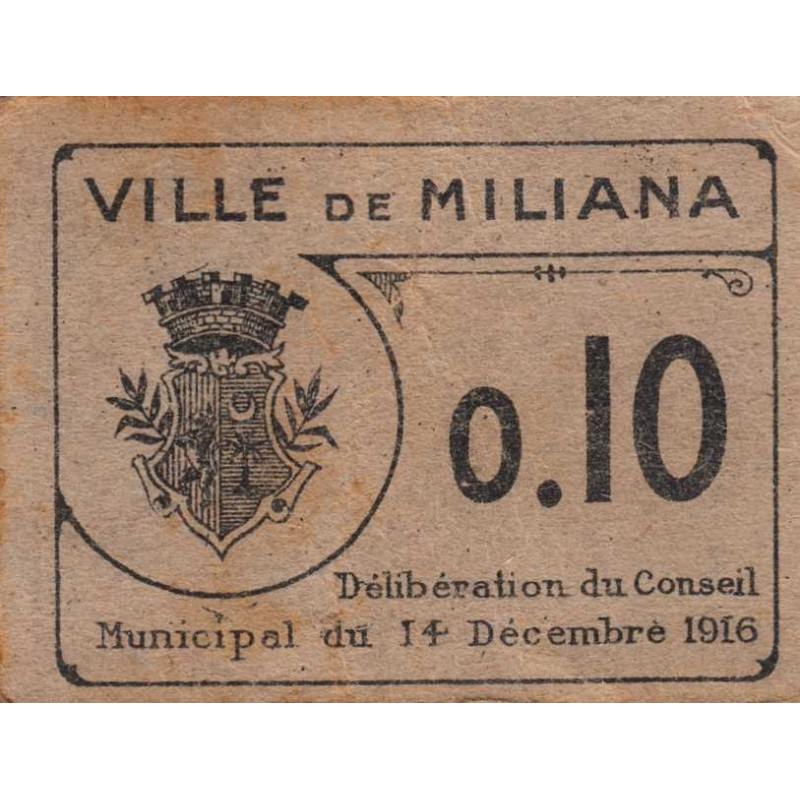 VILLE DE MILIANA
0.10
Délibération du Conseil
Municipal du 14 Décembre 1916